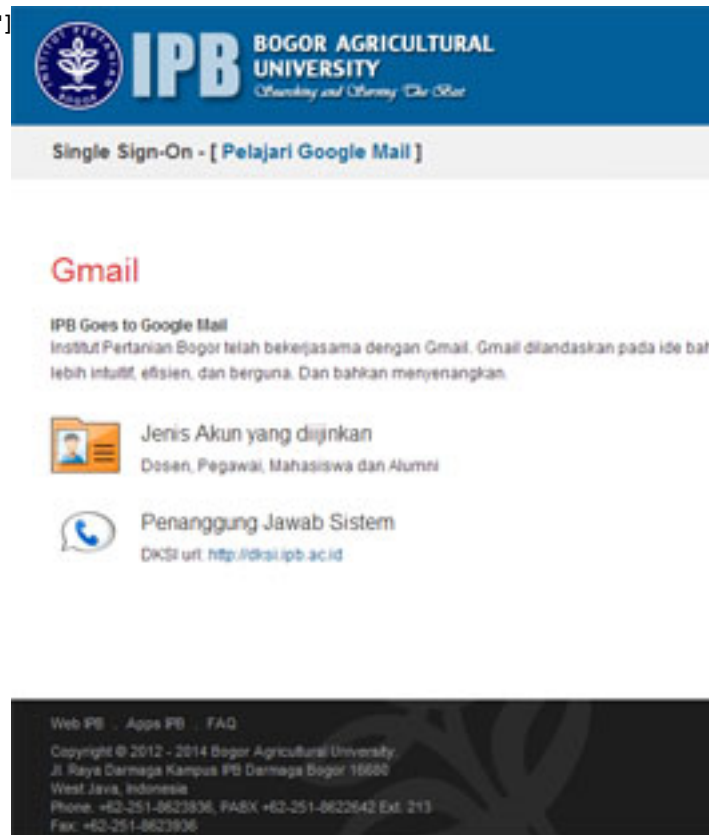 "]
INSTITUT PERTANIAN BOGOR
IPB
BOGOR AGRICULTURAL
UNIVERSITY
Searching and Serving The Best
Single Sign-On - [ Pelajari Google Mail ]
Gmail
IPB Goes to Google Mail
Institut Pertanian Bogor telah bekerjasama dengan Gmail. Gmail dilandaskan pada ide bah
lebih intuitif, efisien, dan berguna. Dan bahkan menyenangkan.
Jenis Akun yang diijinkan
Dosen, Pegawai, Mahasiswa dan Alumni
Penanggung Jawab Sistem
DKSI url: http://dksi.ipb.ac.id
Web IPB . Apps IPB . FAQ
Copyright © 2012 - 2014 Bogor Agricultural University.
Jl. Raya Darmaga Kampus IPB Darmaga Bogor 16680
West Java, Indonesia
Phone. +62-251-8623936, PABX +62-251-8622642 Ext. 213
Fax: +62-251-8623936